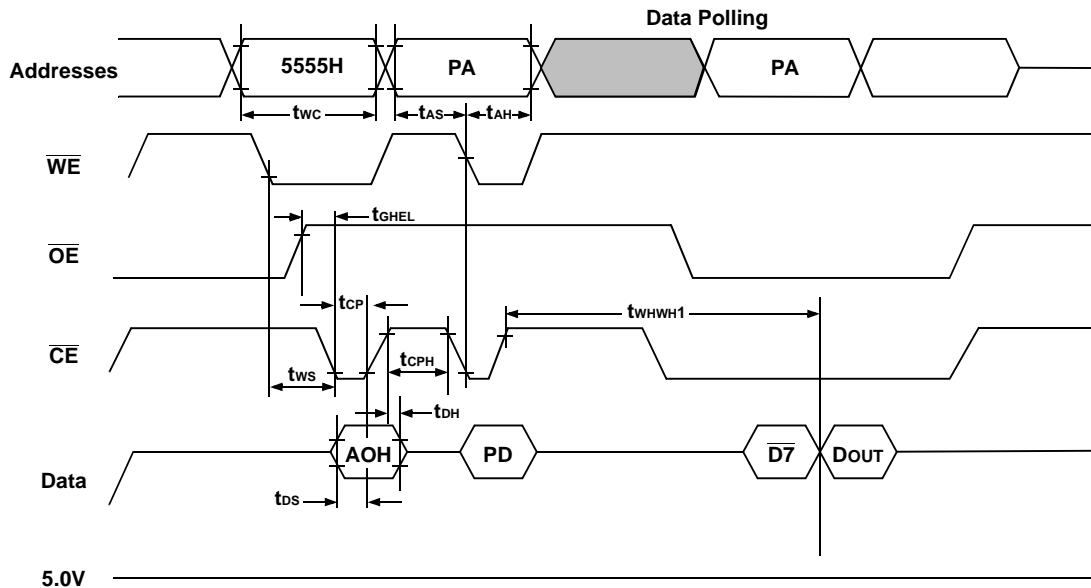 Data Polling
Addresses
5555H
PA
PA
tWC
tAS
tAH
WE
tGHEL
OE
tCP
tWHWH1
CE
tCPH
tWS
tDH
Data
AOH
PD
D7
DOUT
tDS
5.0V